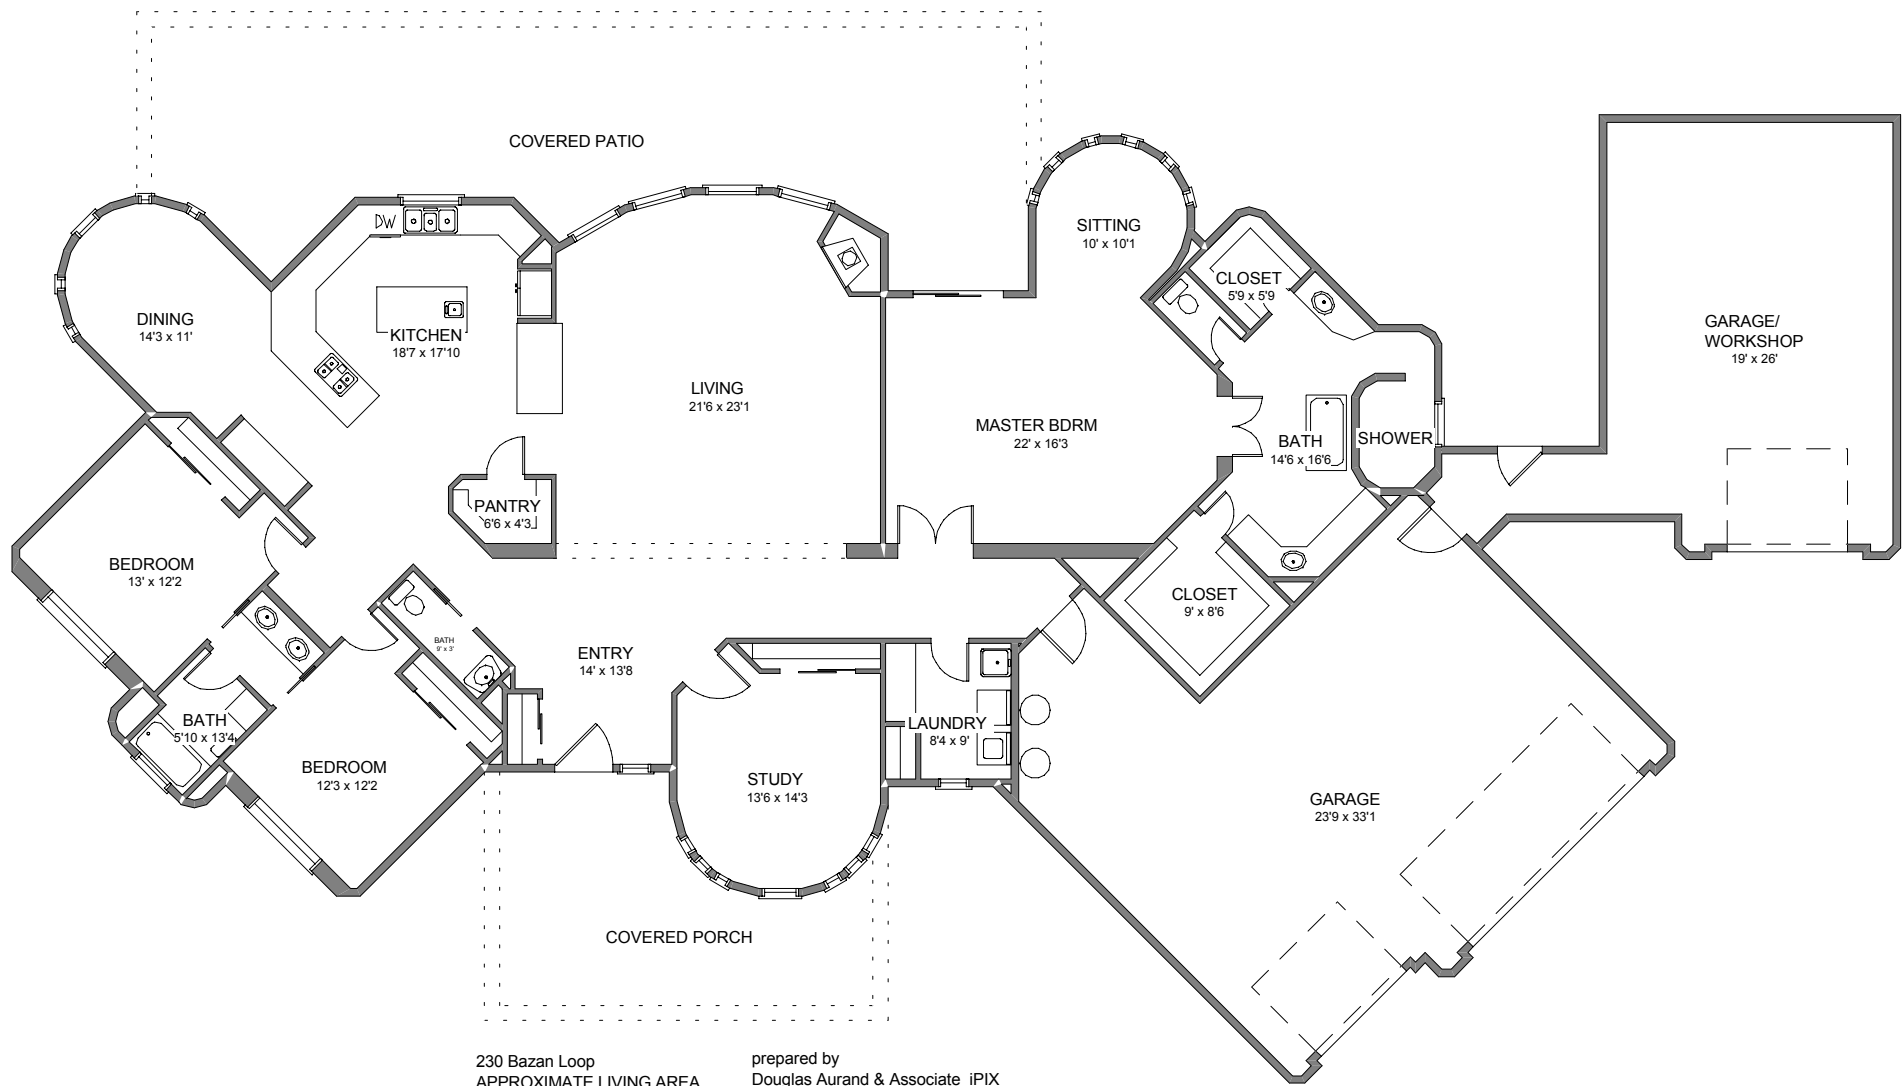 COVERED PATIO
SITTING
10' x 10'1
CLOSET
5'9 x 5'9
DW
DINING
14'3 x 11'
KITCHEN
18'7 x 17'10
GARAGE/
WORKSHOP
19' x 26'
LIVING
21'6 x 23'1
MASTER BDRM
22' x 16'3
BATH
14'6 x 16'6
SHOWER
PANTRY
6'6 x 4'3
BEDROOM
13' x 12'2
CLOSET
9' x 8'6
BATH
9' x 3'
ENTRY
14' x 13'8
BATH
5'10 x 13'4
LAUNDRY
8'4 x 9'
BEDROOM
12'3 x 12'2
STUDY
13'6 x 14'3
GARAGE
23'9 x 33'1
COVERED PORCH
230 Bazan Loop
APPROXIMATE LIVING AREA
prepared by
Douglas Aurand & Associate iPIX